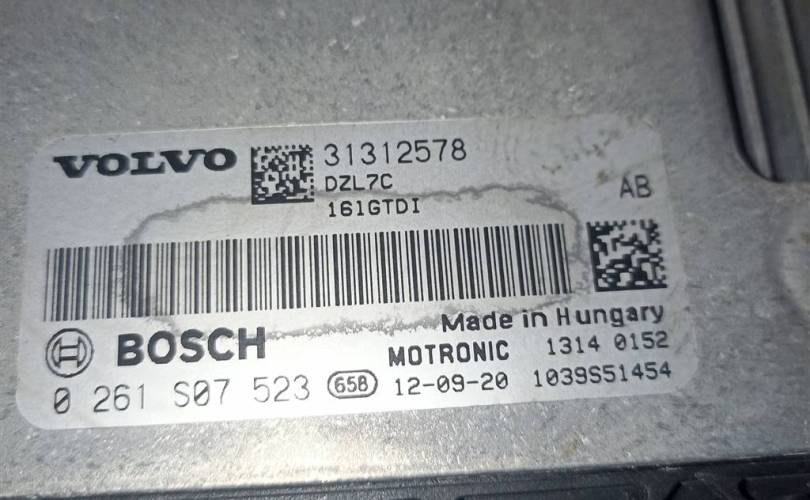 VOLVO 31312578
DZL7C
161GTDI
AB
Made in Hungary
BOSCH
MOTRONIC 1314 0152
0 261 S07 523 658 12-09-20 1039S51454